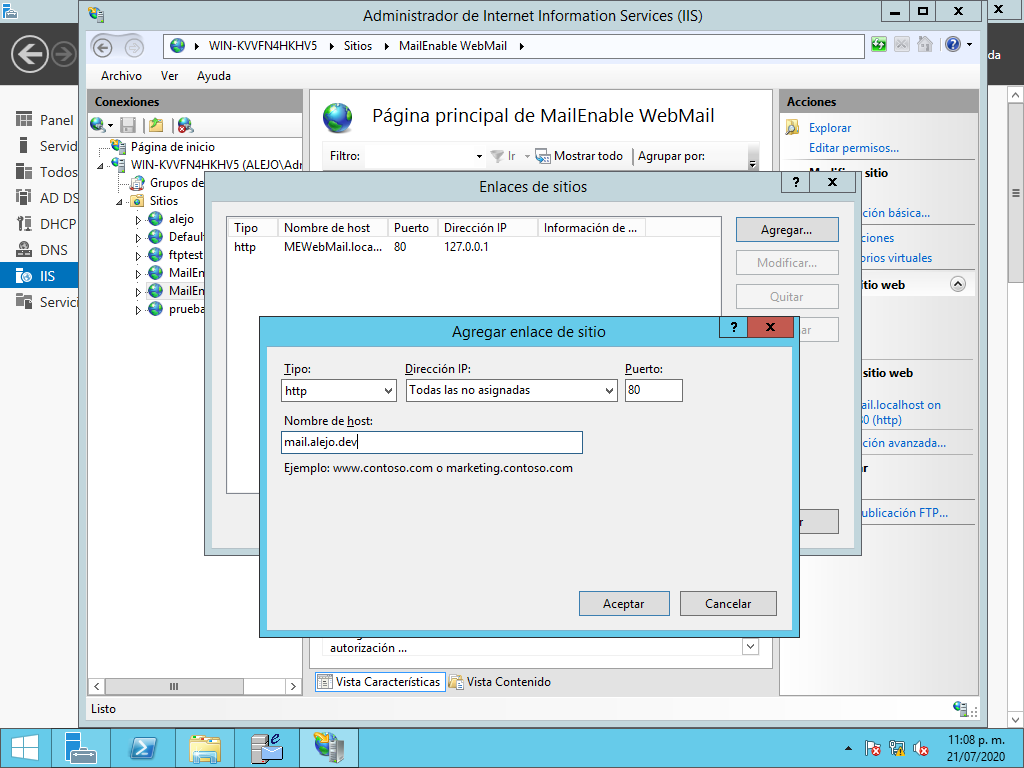 Administrador de Internet Information Services (IIS)
WIN-KVVFN4HKHV5 Sitios MailEnable WebMail
Archivo Ver Ayuda
Conexiones
Página de inicio
WIN-KVVFN4HKHV5 (ALEJO\Adr
Grupos de
Sitios
alejo
Defaul
ftptest
MailEn
MailEn
prueba
Panel
Servid
Todos
AD DS
DHCP
DNS
IIS
Servici
Página principal de MailEnable WebMail
Filtro: Ir Mostrar todo Agrupar por:
autorización ...
Vista Características Vista Contenido
Listo
Acciones
Explorar
Editar permisos...
sitio
ción básica...
ciones
orios virtuales
itio web
sitio web
ail.localhost on
80 (http)
ción avanzada...
ublicación FTP...
da
Enlaces de sitios
? X
Tipo Nombre de host Puerto Dirección IP Información de ...
http MEWebMail.loca... 80 127.0.0.1
Agregar...
Modificar...
Quitar
ar
r
Agregar enlace de sitio
? X
Tipo: Dirección IP: Puerto:
http Todas las no asignadas 80
Nombre de host:
mail.alejo.dev
Ejemplo: www.contoso.com o marketing.contoso.com
Aceptar Cancelar
11:08 p. m.
21/07/2020